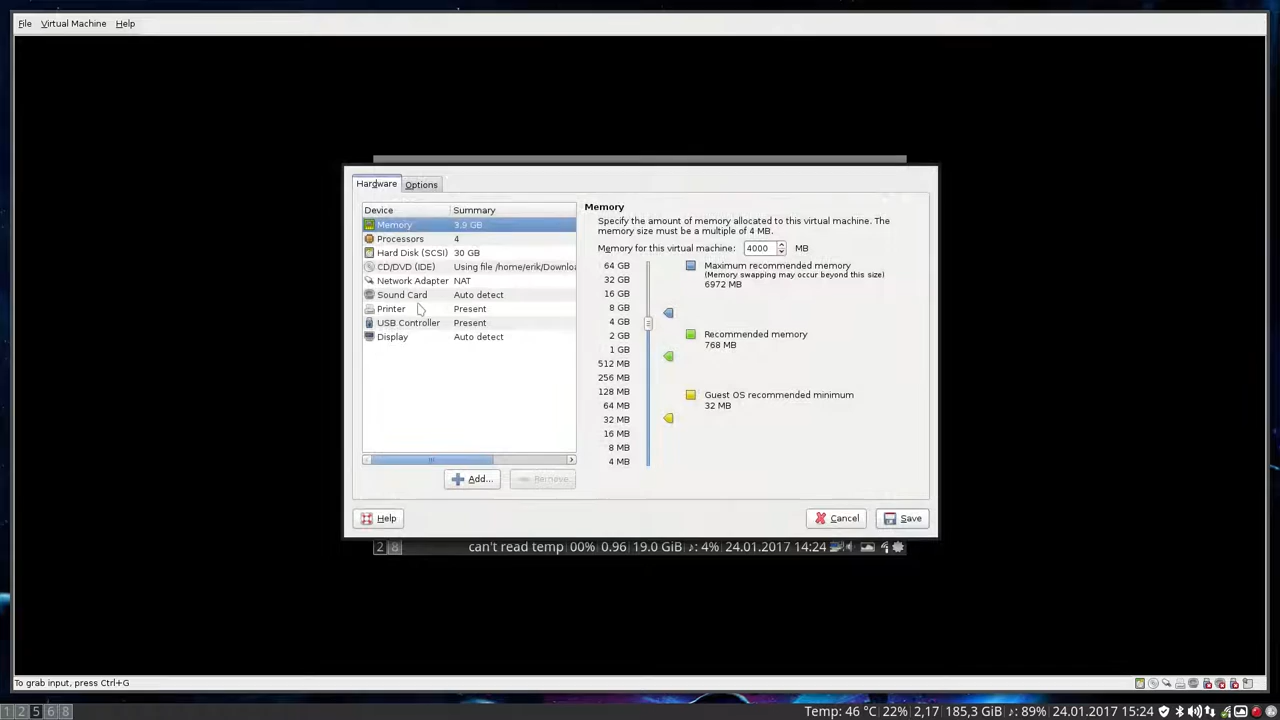 File Virtual Machine Help
Hardware Options
Device Summary
Memory 3.9 GB
Processors 4
Hard Disk (SCSI) 30 GB
CD/DVD (IDE) Using file /home/erik/Downlo
Network Adapter NAT
Sound Card Auto detect
Printer Present
USB Controller Present
Display Auto detect
Add...
Remove
Memory
Specify the amount of memory allocated to this virtual machine. The
memory size must be a multiple of 4 MB.
Memory for this virtual machine: 4000 MB
64 GB
32 GB
16 GB
8 GB
4 GB
2 GB
1 GB
512 MB
256 MB
128 MB
64 MB
32 MB
16 MB
8 MB
4 MB
Maximum recommended memory
(Memory swapping may occur beyond this size)
6972 MB
Recommended memory
768 MB
Guest OS recommended minimum
32 MB
Help
Cancel
Save
2 8 can't read temp 00% 0.96 19.0 GiB ♪: 4% 24.01.2017 14:24
To grab input, press Ctrl+G
1 2 5 6 8 Temp: 46 °C 22% 2,17 185,3 GiB ♪: 89% 24.01.2017 15:24